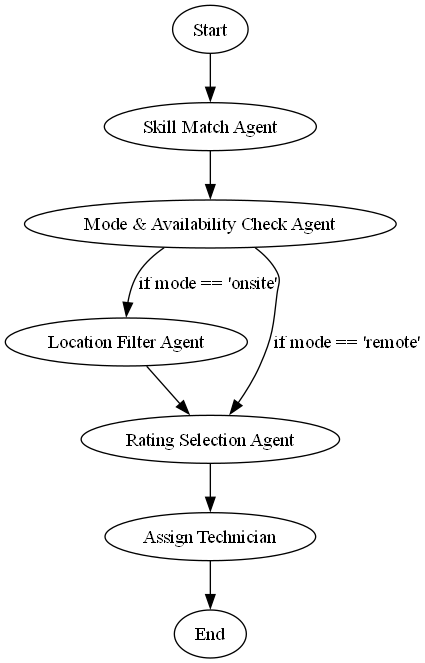 Start
Skill Match Agent
Mode & Availability Check Agent
if mode == 'onsite'
Location Filter Agent
if mode == 'remote'
Rating Selection Agent
Assign Technician
End